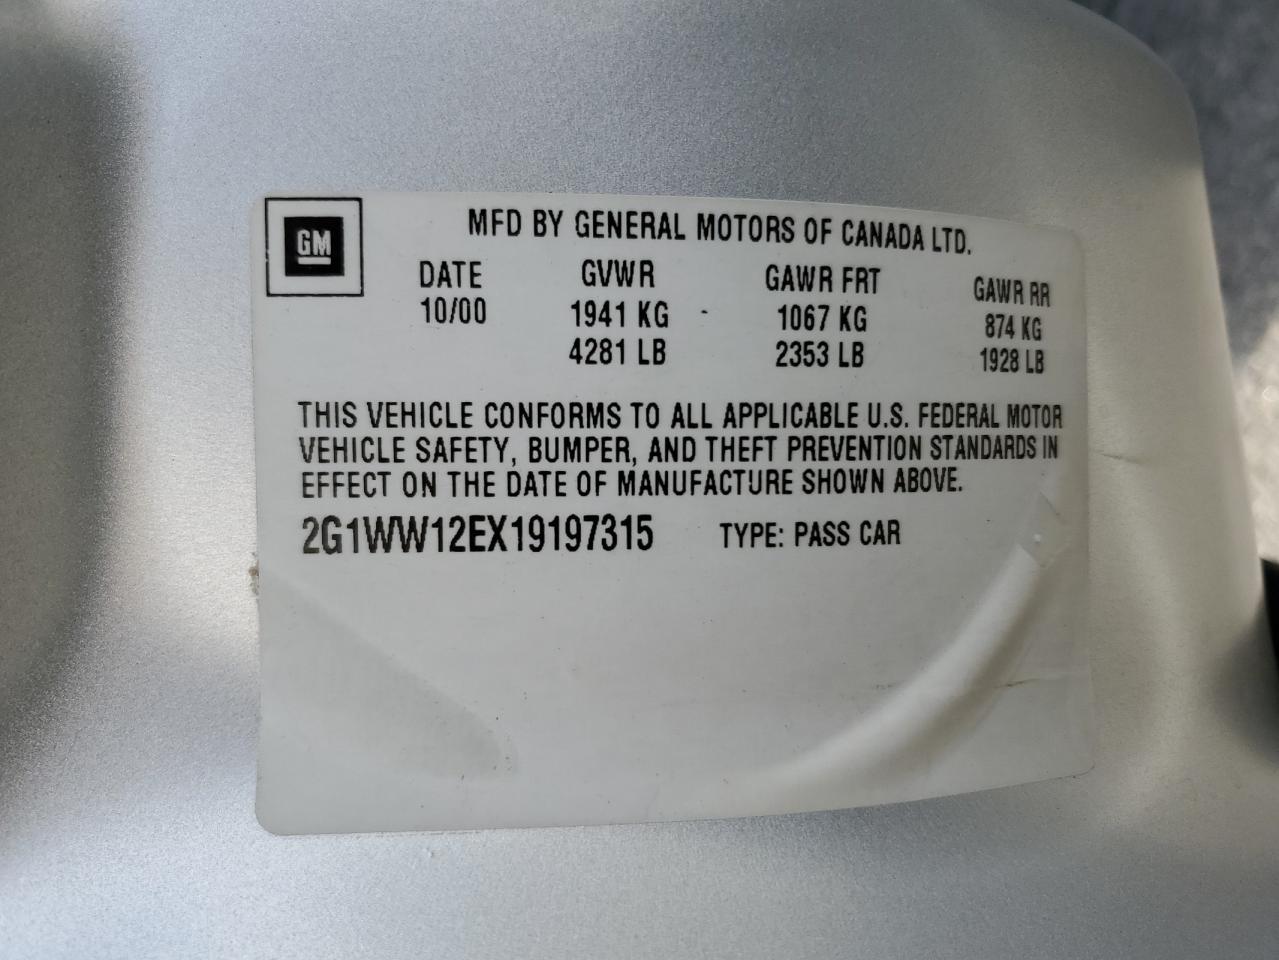 GM
MFD BY GENERAL MOTORS OF CANADA LTD.
DATE GVWR GAWR FRT GAWR RR
10/00 1941 KG 1067 KG 874 KG
4281 LB 2353 LB 1928 LB
THIS VEHICLE CONFORMS TO ALL APPLICABLE U.S. FEDERAL MOTOR
VEHICLE SAFETY, BUMPER, AND THEFT PREVENTION STANDARDS IN
EFFECT ON THE DATE OF MANUFACTURE SHOWN ABOVE.
2G1WW12EX19197315 TYPE: PASS CAR